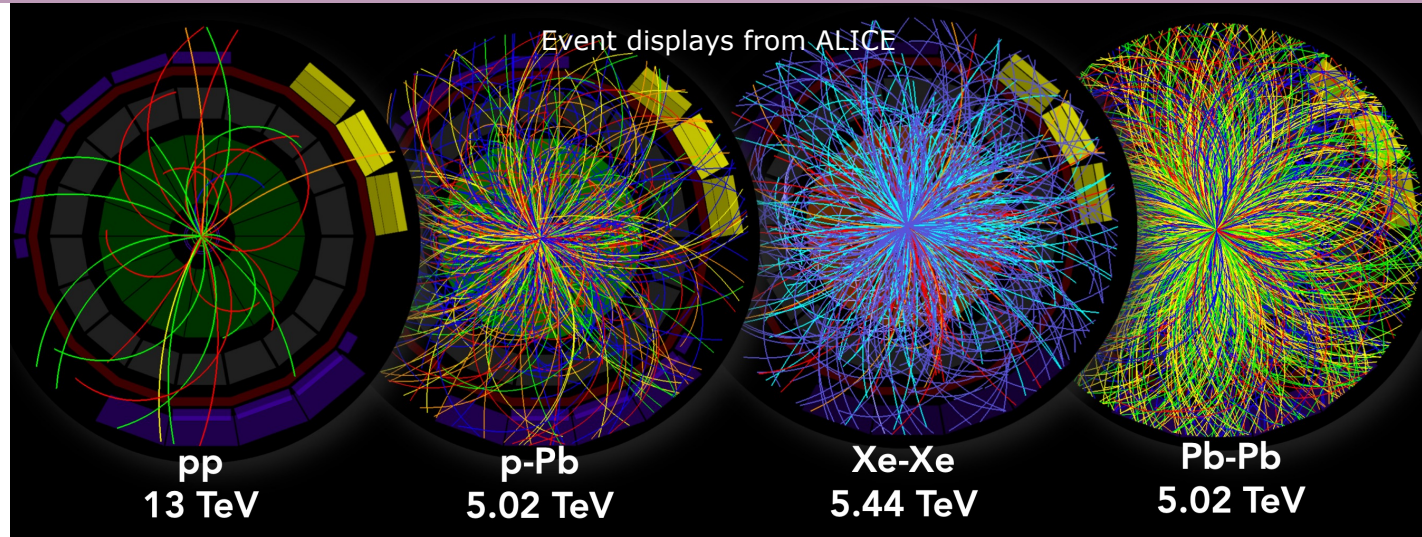 Event displays from ALICE
pp
13 TeV
p-Pb
5.02 TeV
Xe-Xe
5.44 TeV
Pb-Pb
5.02 TeV